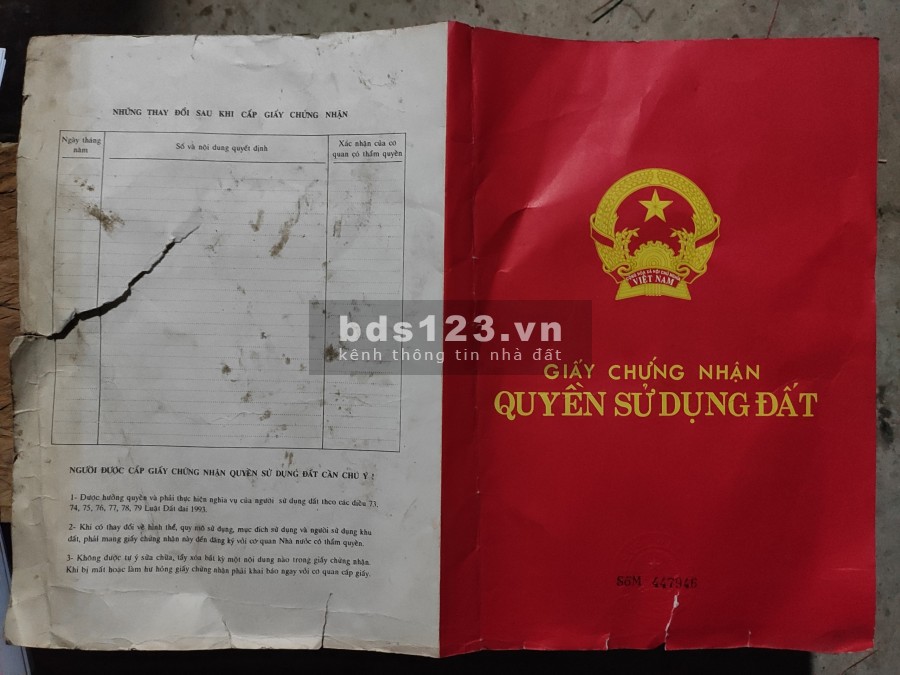 NHỮNG THAY ĐỔI SAU KHI CẤP GIẤY CHỨNG NHẬN
Ngày tháng năm
Số và nội dung quyết định
Xác nhận của cơ quan có thẩm quyền
NGƯỜI ĐƯỢC CẤP GIẤY CHỨNG NHẬN QUYỀN SỬ DỤNG ĐẤT CẦN CHÚ Ý !
1- Được hưởng quyền và phải thực hiện nghĩa vụ của người sử dụng đất theo các điều 73,
74, 75, 76, 77, 78, 79 Luật Đất đai 1993.
2- Khi có thay đổi về hình thể, quy mô sử dụng, mục đích sử dụng và người sử dụng khu
đất, phải mang giấy chứng nhận này đến đăng ký với cơ quan Nhà nước có thẩm quyền.
3- Không được tự ý sửa chữa, tẩy xóa bất kỳ một nội dung nào trong giấy chứng nhận.
Khi bị mất hoặc làm hư hỏng giấy chứng nhận phải khai báo ngay với cơ quan cấp giấy.
bds123.vn
kênh thông tin nhà đất
CỘNG HÒA XÃ HỘI CHỦ NGHĨA
VIỆT NAM
GIẤY CHỨNG NHẬN
QUYỀN SỬ DỤNG ĐẤT
SốM 447946